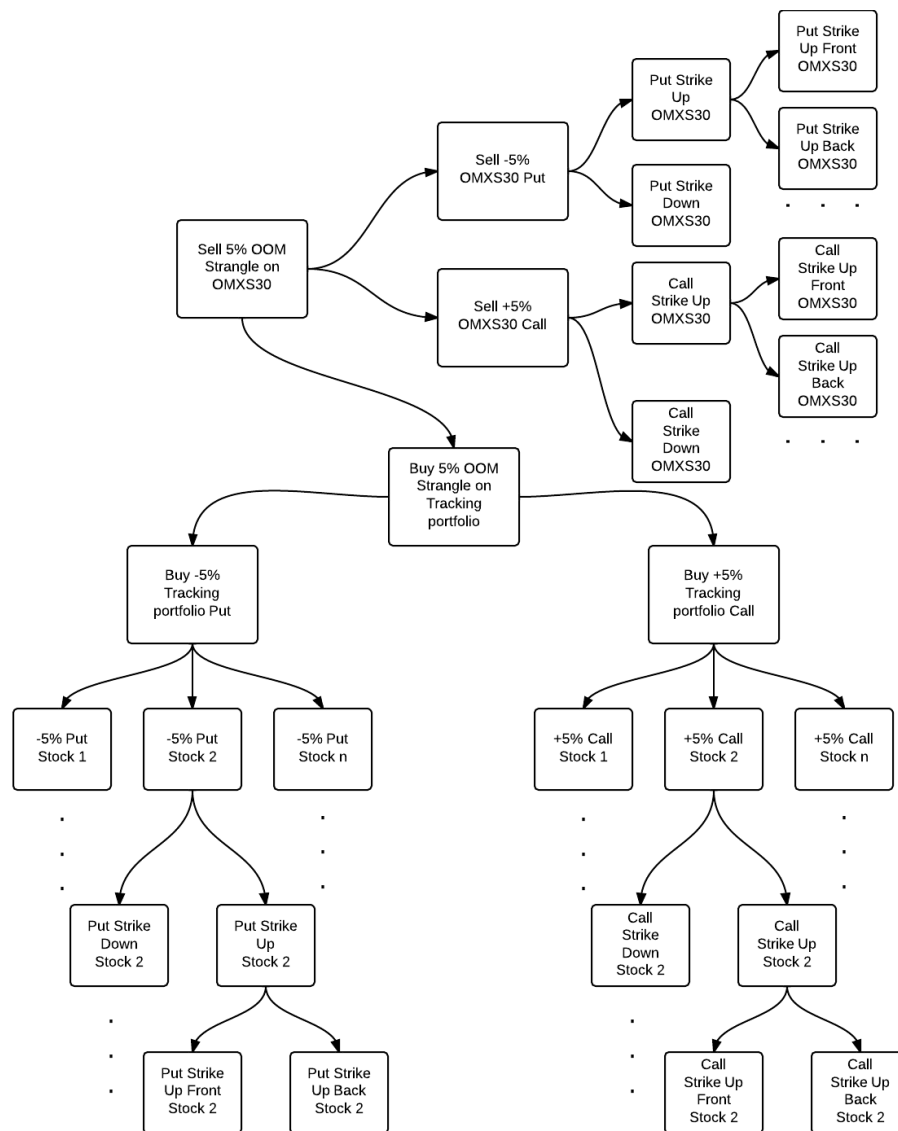 Put Strike
Up Front
OMXS30
Put Strike
Up
OMXS30
Put Strike
Up Back
OMXS30
Sell -5%
OMXS30 Put
Put Strike
Down
OMXS30
. . .
Sell 5% OOM
Strangle on
OMXS30
Call
Strike Up
Front
OMXS30
Call
Strike Up
OMXS30
Sell +5%
OMXS30 Call
Call
Strike Up
Back
OMXS30
Call
Strike
Down
OMXS30
. . .
Buy 5% OOM
Strangle on
Tracking
portfolio
Buy -5%
Tracking
portfolio Put
Buy +5%
Tracking
portfolio Call
-5% Put
Stock 1
-5% Put
Stock 2
-5% Put
Stock n
+5% Call
Stock 1
+5% Call
Stock 2
+5% Call
Stock n
Put Strike
Down
Stock 2
Put Strike
Up
Stock 2
Call
Strike
Down
Stock 2
Call
Strike Up
Stock 2
Put Strike
Up Front
Stock 2
Put Strike
Up Back
Stock 2
Call
Strike Up
Front
Stock 2
Call
Strike Up
Back
Stock 2